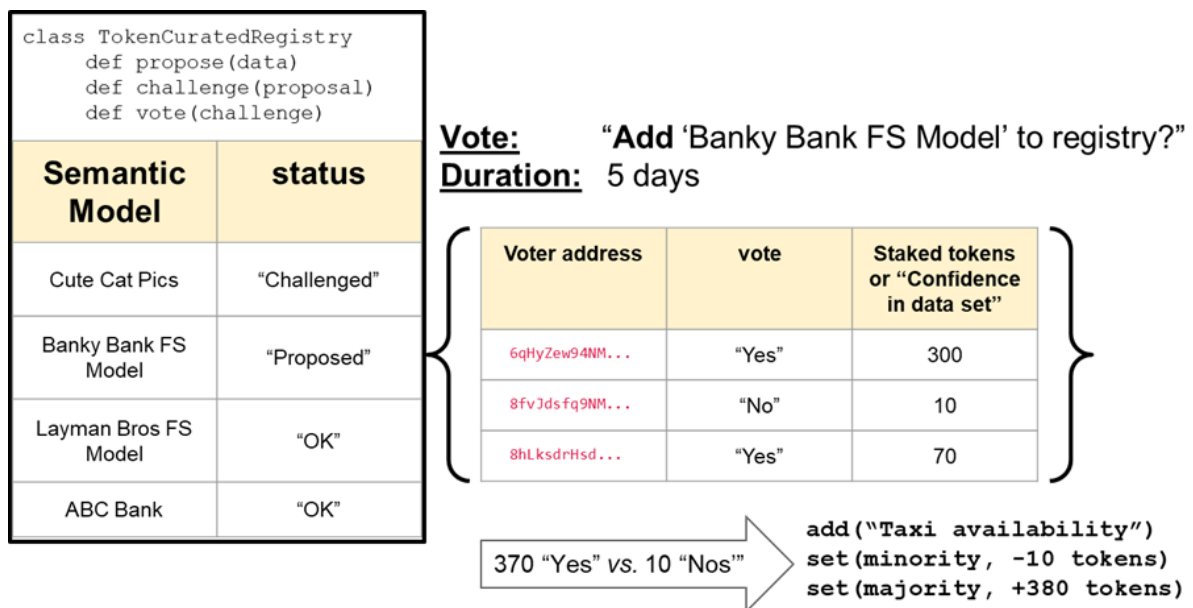 class TokenCuratedRegistry
def propose(data)
def challenge(proposal)
def vote(challenge)
Semantic Model
status
Cute Cat Pics
“Challenged”
Banky Bank FS Model
“Proposed”
Layman Bros FS Model
“OK”
ABC Bank
“OK”
Vote: “Add ‘Banky Bank FS Model’ to registry?”
Duration: 5 days
Voter address
vote
Staked tokens or “Confidence in data set”
6qHyZew94NM...
“Yes”
300
8fvJdsfq9NM...
“No”
10
8hLksdrHsd...
“Yes”
70
370 “Yes” vs. 10 “Nos’”
add(“Taxi availability”)
set(minority, -10 tokens)
set(majority, +380 tokens)